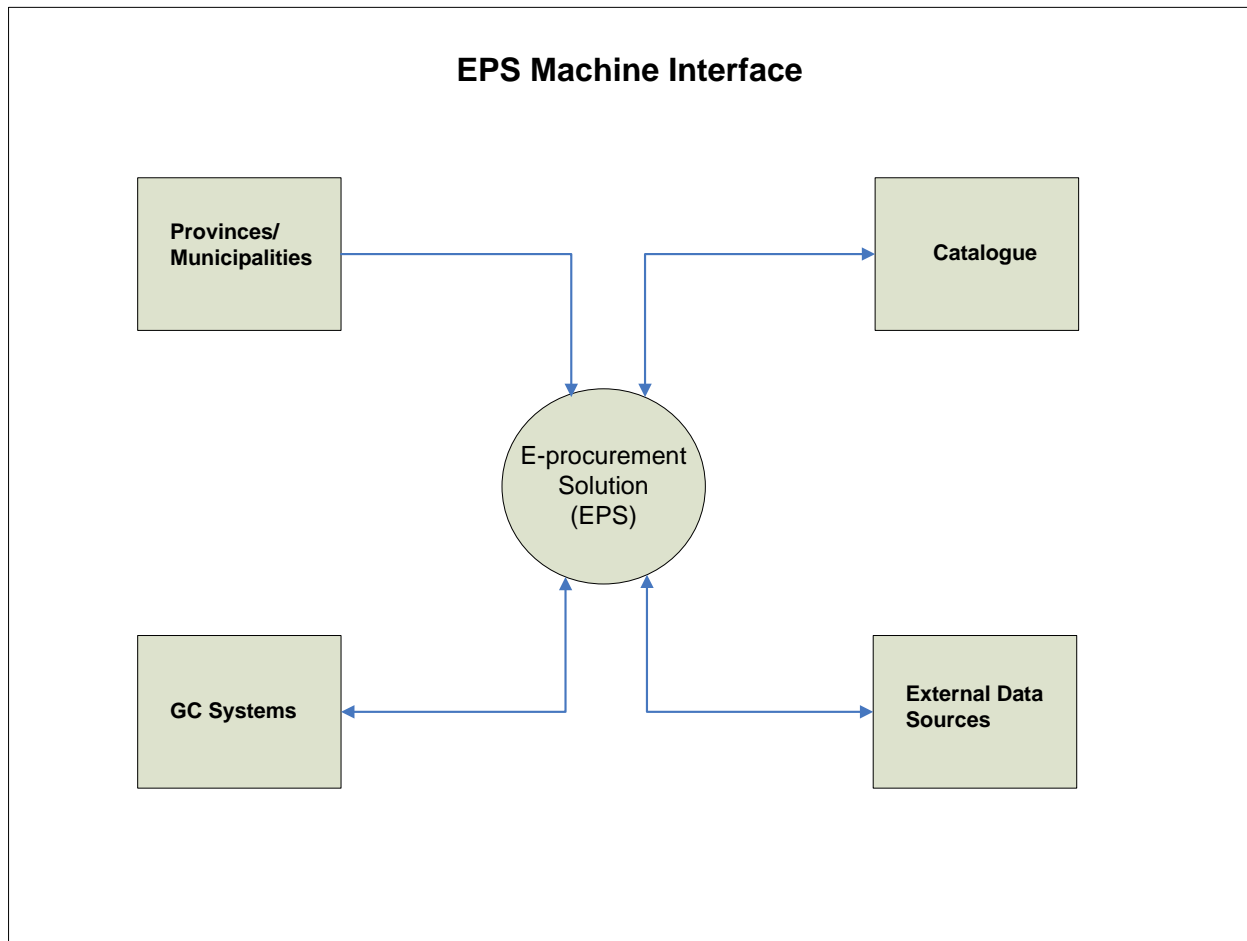 EPS Machine Interface
Provinces/
Municipalities
Catalogue
E-procurement
Solution
(EPS)
GC Systems
External Data
Sources